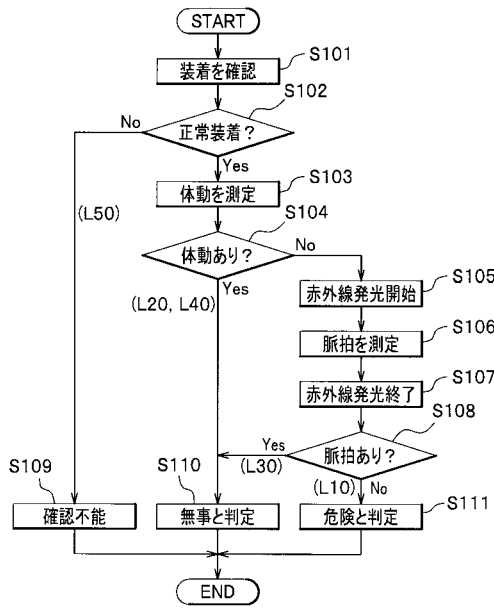 START
S101
装着を確認
S102
No
正常装着?
Yes
S103
体動を測定
(L50)
S104
体動あり?
No
(L20, L40)
Yes
S105
赤外線発光開始
S106
脈拍を測定
S107
赤外線発光終了
S108
Yes
脈拍あり?
(L30)
(L10)
No
S109
S110
S111
確認不能
無事と判定
危険と判定
END